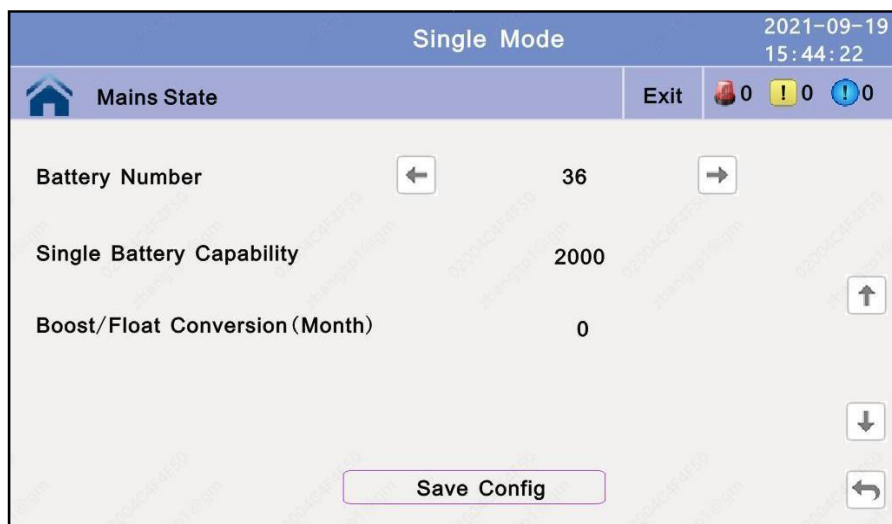 Single Mode
2021-09-19
15:44:22
Mains State
Exit
0
! 0
! 0
Battery Number
36
Single Battery Capability
2000
Boost/Float Conversion(Month)
0
Save Config